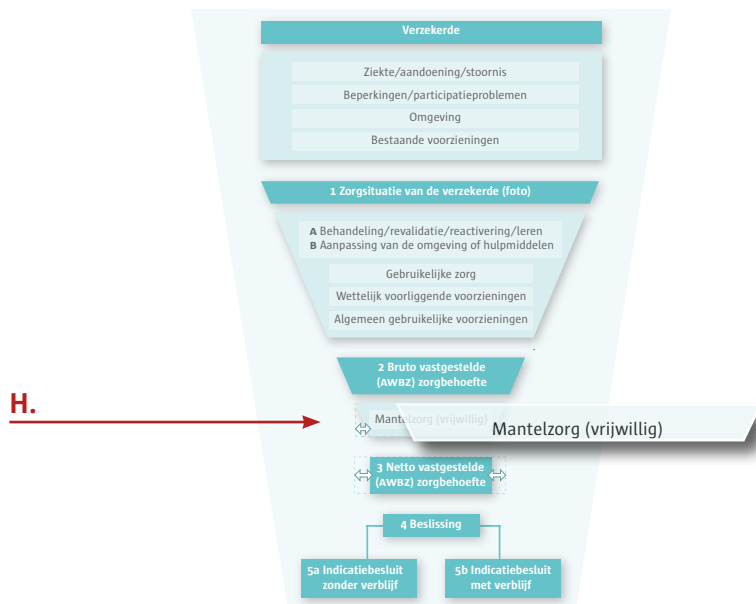 Verzekerde
Ziekte/aandoening/stoornis
Beperkingen/participatieproblemen
Omgeving
Bestaande voorzieningen
1 Zorgsituatie van de verzekerde (foto)
A Behandeling/revalidatie/reactivering/leren
B Aanpassing van de omgeving of hulpmiddelen
Gebruikelijke zorg
Wettelijk voorliggende voorzieningen
Algemeen gebruikelijke voorzieningen
2 Bruto vastgestelde
(AWBZ) zorgbehoefte
H.
Mantelzorg (vrijwillig)
Mantelzorg (vrijwillig)
3 Netto vastgestelde
(AWBZ) zorgbehoefte
4 Beslissing
5a Indicatiebesluit
zonder verblijf
5b Indicatiebesluit
met verblijf